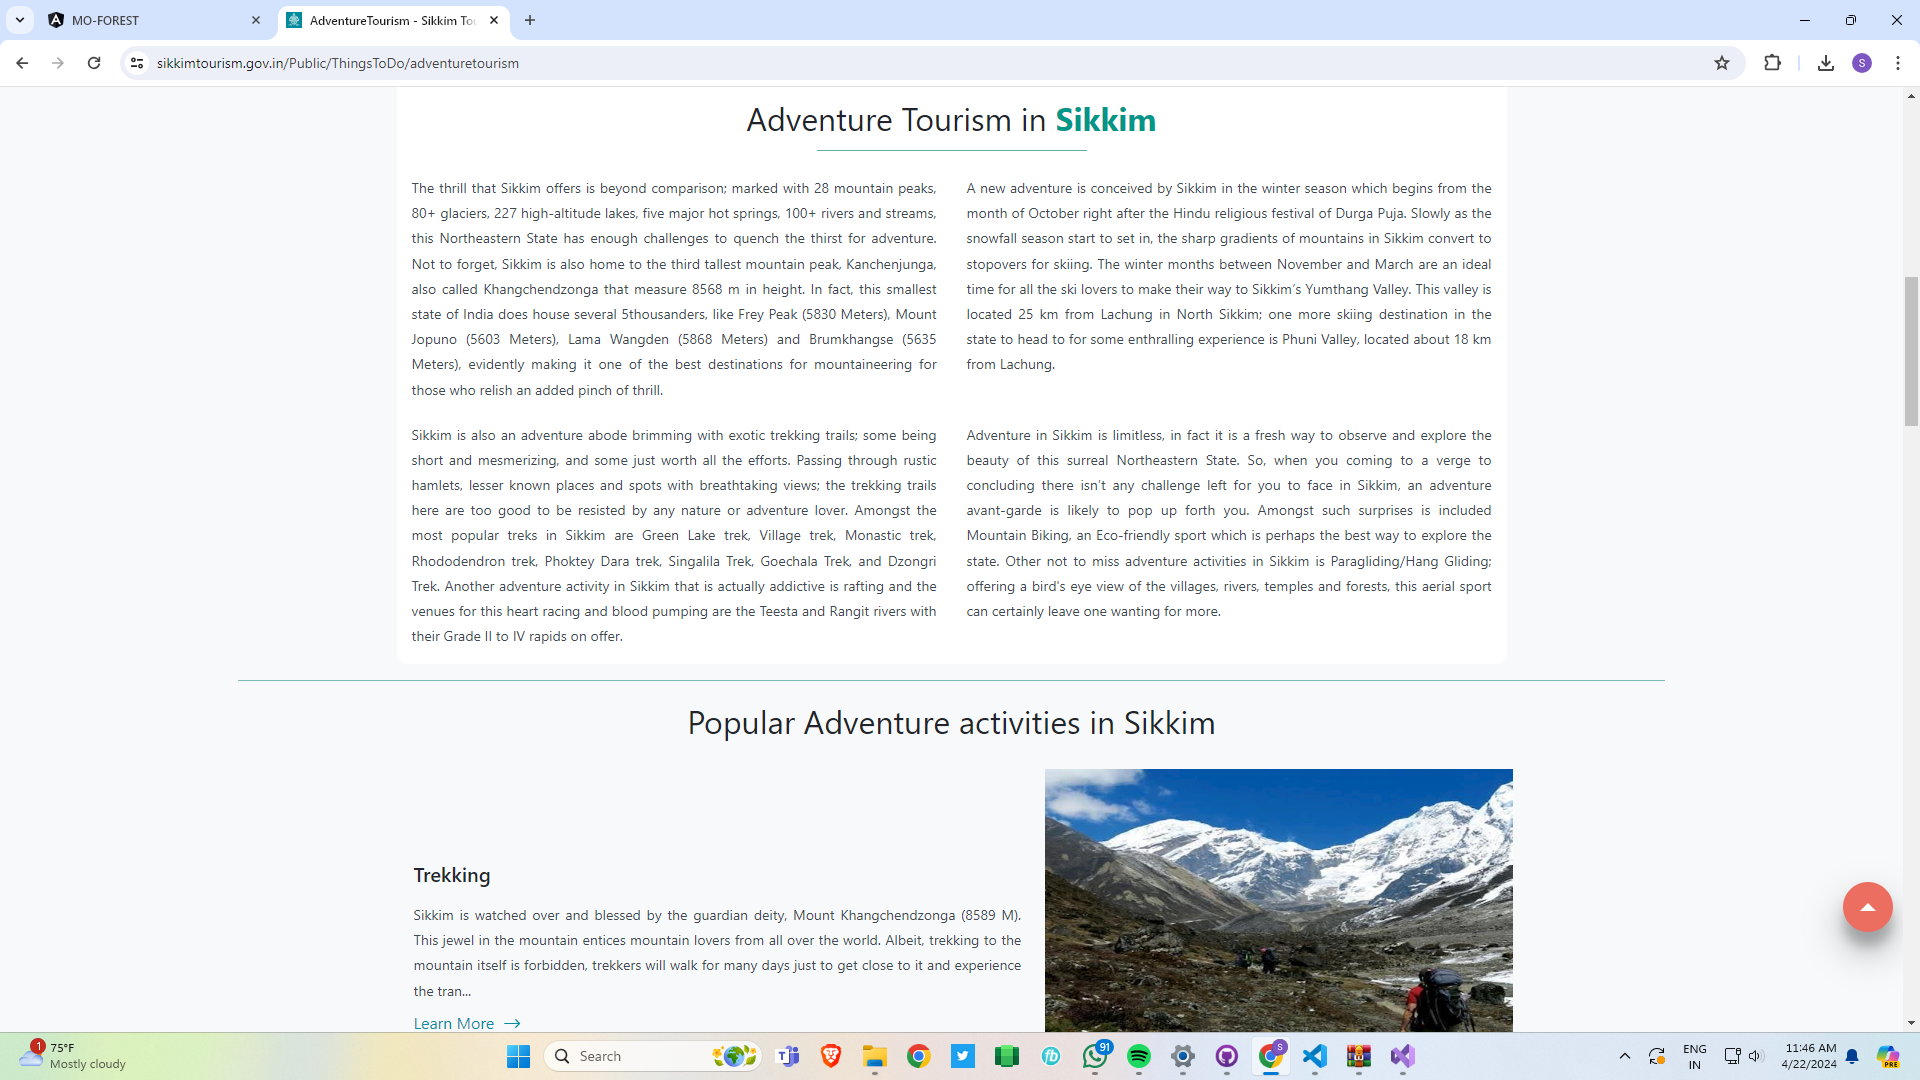 MO-FOREST
AdventureTourism - Sikkim Tou
sikkimtourism.gov.in/Public/ThingsToDo/adventuretourism
S
Adventure Tourism in Sikkim
The thrill that Sikkim offers is beyond comparison; marked with 28 mountain peaks,
80+ glaciers, 227 high-altitude lakes, five major hot springs, 100+ rivers and streams,
this Northeastern State has enough challenges to quench the thirst for adventure.
Not to forget, Sikkim is also home to the third tallest mountain peak, Kanchenjunga,
also called Khangchendzonga that measure 8568 m in height. In fact, this smallest
state of India does house several 5thousanders, like Frey Peak (5830 Meters), Mount
Jopuno (5603 Meters), Lama Wangden (5868 Meters) and Brumkhangse (5635
Meters), evidently making it one of the best destinations for mountaineering for
those who relish an added pinch of thrill.
A new adventure is conceived by Sikkim in the winter season which begins from the
month of October right after the Hindu religious festival of Durga Puja. Slowly as the
snowfall season start to set in, the sharp gradients of mountains in Sikkim convert to
stopovers for skiing. The winter months between November and March are an ideal
time for all the ski lovers to make their way to Sikkim’s Yumthang Valley. This valley is
located 25 km from Lachung in North Sikkim; one more skiing destination in the
state to head to for some enthralling experience is Phuni Valley, located about 18 km
from Lachung.
Sikkim is also an adventure abode brimming with exotic trekking trails; some being
short and mesmerizing, and some just worth all the efforts. Passing through rustic
hamlets, lesser known places and spots with breathtaking views; the trekking trails
here are too good to be resisted by any nature or adventure lover. Amongst the
most popular treks in Sikkim are Green Lake trek, Village trek, Monastic trek,
Rhododendron trek, Phoktey Dara trek, Singalila Trek, Goechala Trek, and Dzongri
Trek. Another adventure activity in Sikkim that is actually addictive is rafting and the
venues for this heart racing and blood pumping are the Teesta and Rangit rivers with
their Grade II to IV rapids on offer.
Adventure in Sikkim is limitless, in fact it is a fresh way to observe and explore the
beauty of this surreal Northeastern State. So, when you coming to a verge to
concluding there isn't any challenge left for you to face in Sikkim, an adventure
avant-garde is likely to pop up forth you. Amongst such surprises is included
Mountain Biking, an Eco-friendly sport which is perhaps the best way to explore the
state. Other not to miss adventure activities in Sikkim is Paragliding/Hang Gliding;
offering a bird's eye view of the villages, rivers, temples and forests, this aerial sport
can certainly leave one wanting for more.
Popular Adventure activities in Sikkim
Trekking
Sikkim is watched over and blessed by the guardian deity, Mount Khangchendzonga (8589 M).
This jewel in the mountain entices mountain lovers from all over the world. Albeit, trekking to the
mountain itself is forbidden, trekkers will walk for many days just to get close to it and experience
the tran...
Learn More
1
75°F
Mostly cloudy
Search
91
S
ENG
IN
11:46 AM
4/22/2024
PRE